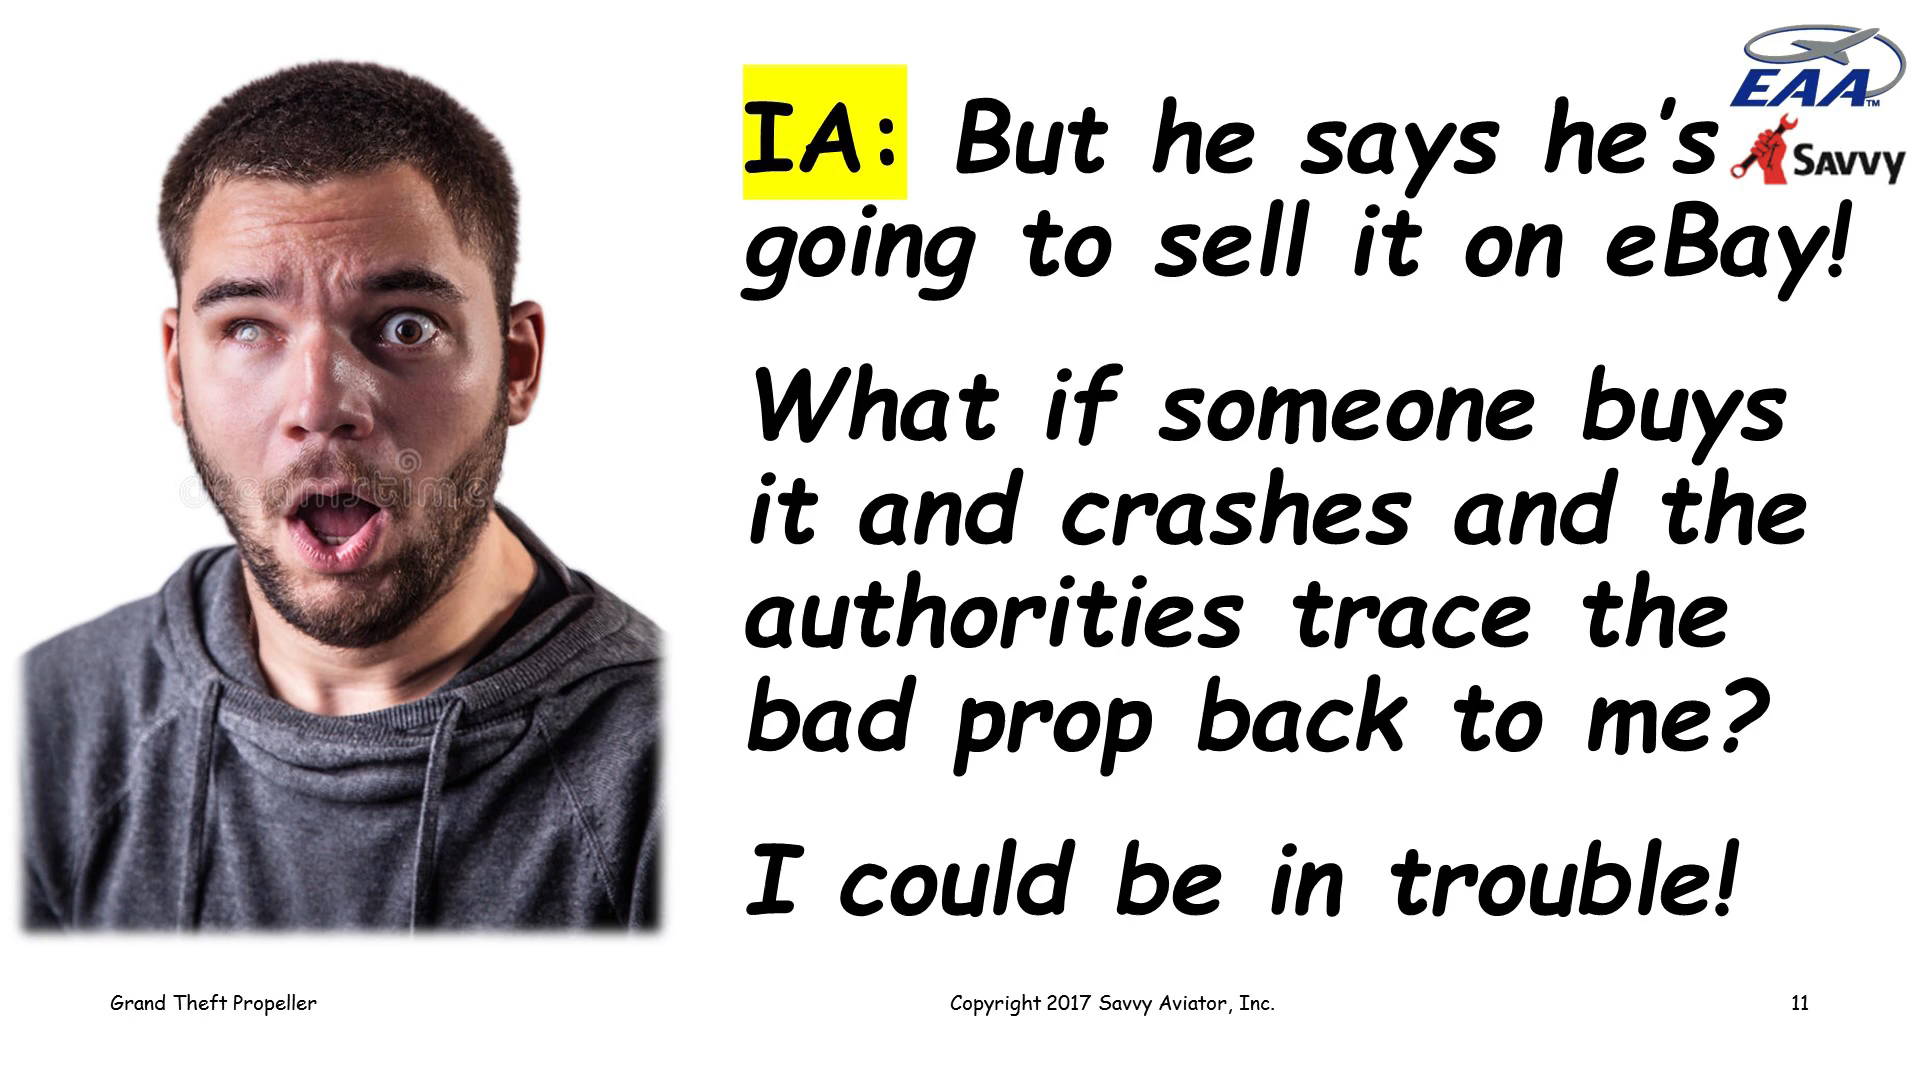 EAA™
IA: But he says he's
SAVVY
going to sell it on eBay!
What if someone buys
it and crashes and the
authorities trace the
bad prop back to me?
I could be in trouble!
dreamstime
Grand Theft Propeller
Copyright 2017 Savvy Aviator, Inc.
11